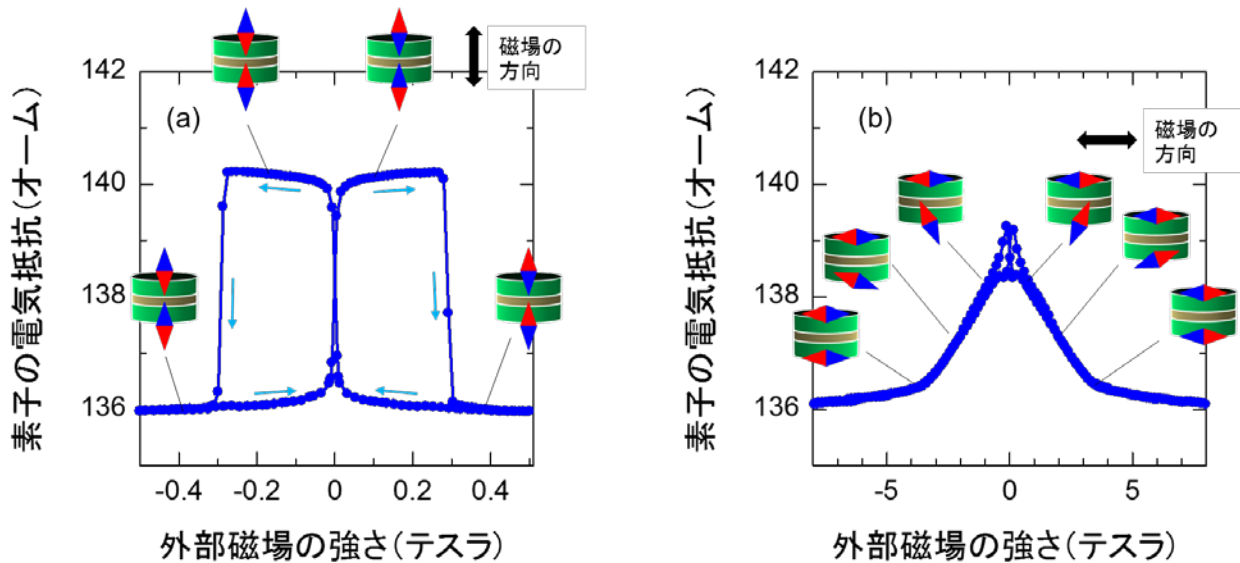 (a)
磁場の
方向
素子の電気抵抗(オーム)
142
140
138
136
-0.4
-0.2
0
0.2
0.4
外部磁場の強さ(テスラ)
(b)
磁場の
方向
素子の電気抵抗(オーム)
142
140
138
136
-5
0
5
外部磁場の強さ(テスラ)